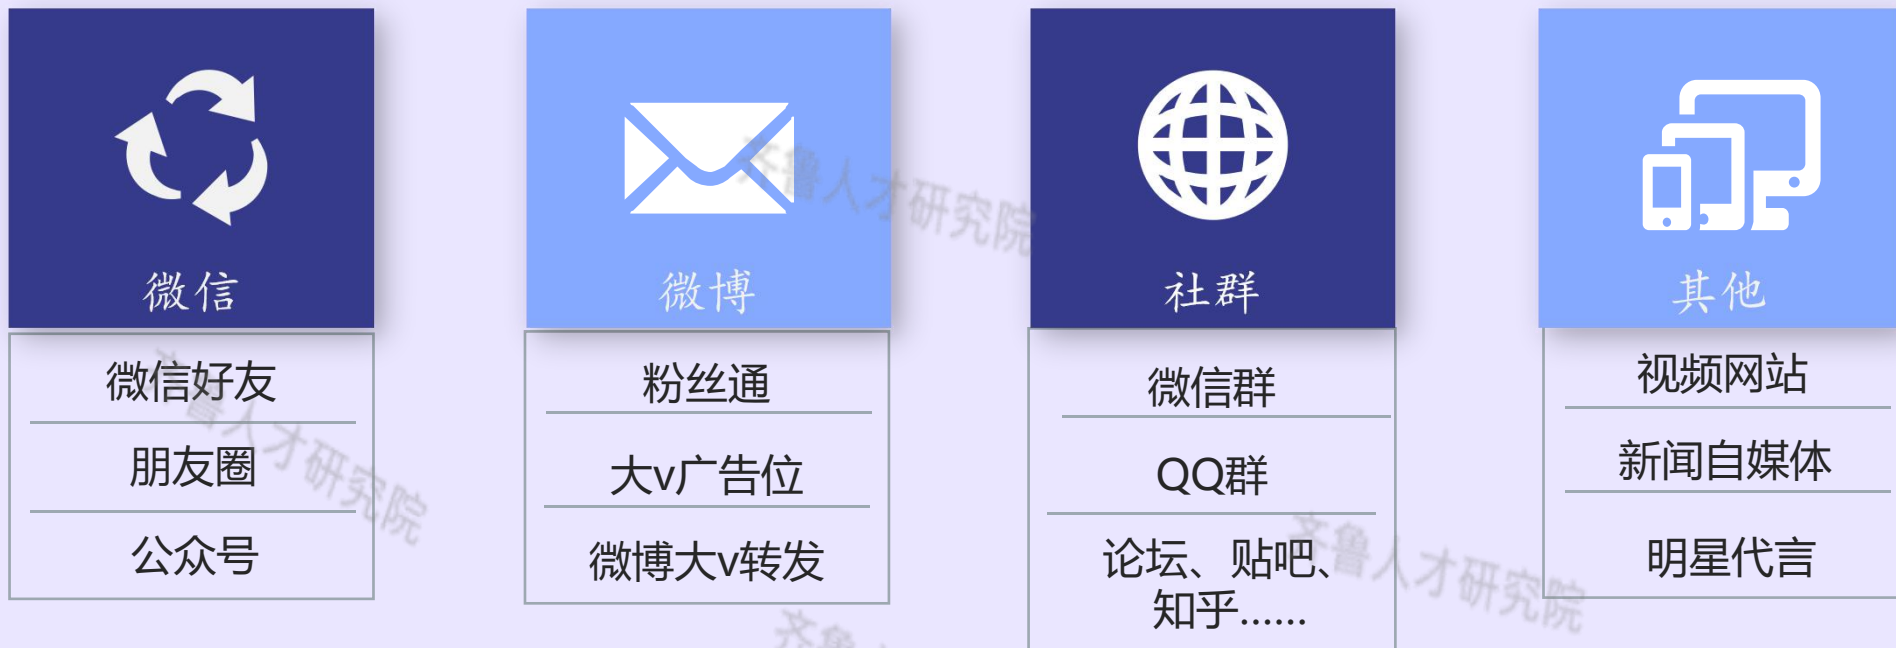 微信
微信好友
朋友圈
公众号
微博
粉丝通
大v广告位
微博大v转发
社群
微信群
QQ群
论坛、贴吧、
知乎……
其他
视频网站
新闻自媒体
明星代言
齐鲁人才研究院
齐鲁人才研究院
齐鲁人才研究院
齐鲁